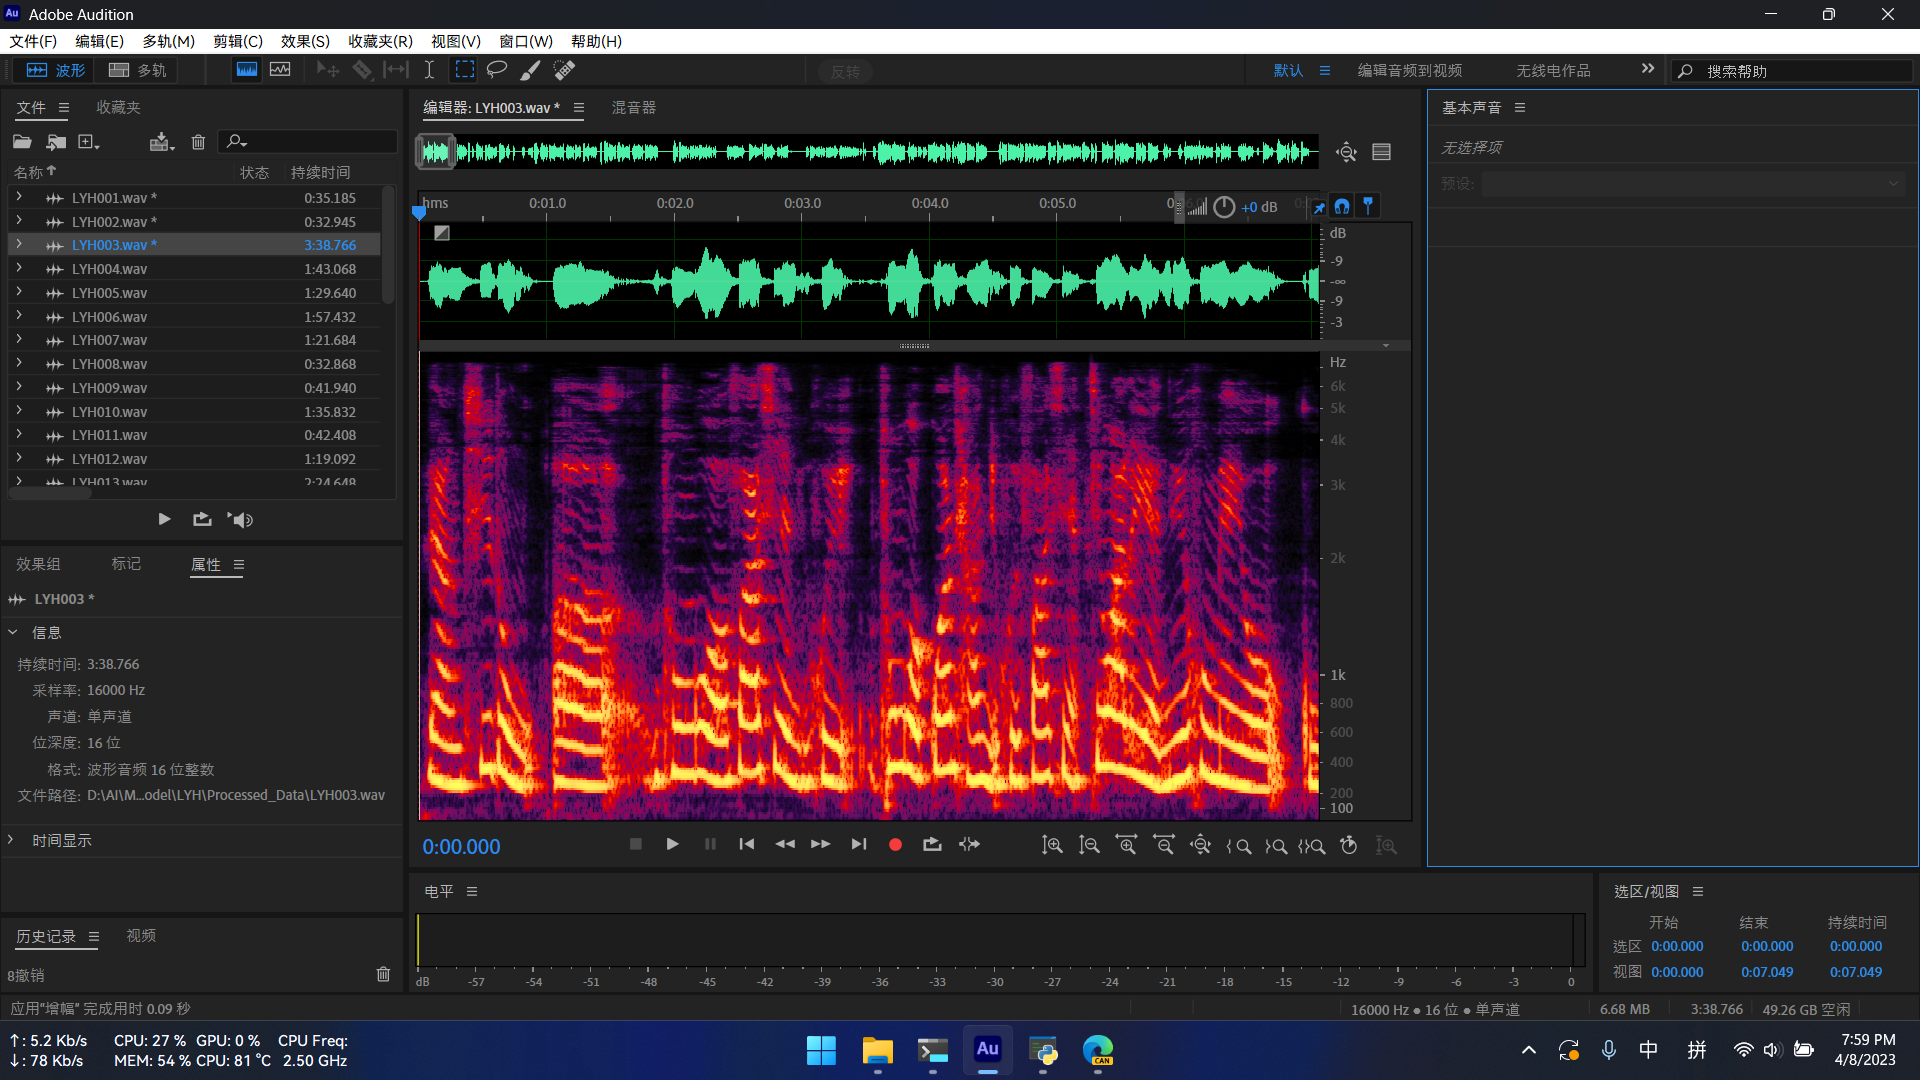 Au Adobe Audition
文件(F) 编辑(E) 多轨(M) 剪辑(C) 效果(S) 收藏夹(R) 视图(V) 窗口(W) 帮助(H)
波形 多轨 反转 默认 编辑音频到视频 无线电作品 搜索帮助
文件 收藏夹
名称 状态 持续时间
LYH001.wav * 0:35.185
LYH002.wav * 0:32.945
LYH003.wav * 3:38.766
LYH004.wav 1:43.068
LYH005.wav 1:29.640
LYH006.wav 1:57.432
LYH007.wav 1:21.684
LYH008.wav 0:32.868
LYH009.wav 0:41.940
LYH010.wav 1:35.832
LYH011.wav 0:42.408
LYH012.wav 1:19.092
LYH013.wav 2:24.648
效果组 标记 属性
LYH003 *
信息
持续时间: 3:38.766
采样率: 16000 Hz
声道: 单声道
位深度: 16 位
格式: 波形音频 16 位整数
文件路径: D:\AI\M...odel\LYH\Processed_Data\LYH003.wav
时间显示
历史记录 视频
8撤销
编辑器: LYH003.wav * 混音器
hms 0:01.0 0:02.0 0:03.0 0:04.0 0:05.0 +0 dB
dB
-9
-∞
-9
-3
Hz
6k
5k
4k
3k
2k
1k
800
600
400
200
100
0:00.000
电平
dB -57 -54 -51 -48 -45 -42 -39 -36 -33 -30 -27 -24 -21 -18 -15 -12 -9 -6 -3 0
基本声音
无选择项
预设:
选区/视图
开始 结束 持续时间
选区 0:00.000 0:00.000 0:00.000
视图 0:00.000 0:07.049 0:07.049
应用“增幅” 完成用时 0.09 秒 16000 Hz ● 16 位 ● 单声道 6.68 MB 3:38.766 49.26 GB 空闲
↑: 5.2 Kb/s CPU: 27 % GPU: 0 % CPU Freq:
↓: 78 Kb/s MEM: 54 % CPU: 81 °C 2.50 GHz
Au CAN 中 拼
7:59 PM
4/8/2023